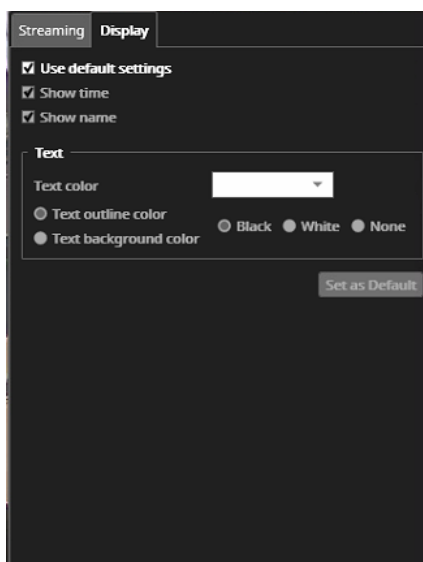 Streaming Display
Use default settings
Show time
Show name
Text
Text color
Text outline color
Black White None
Text background color
Set as Default